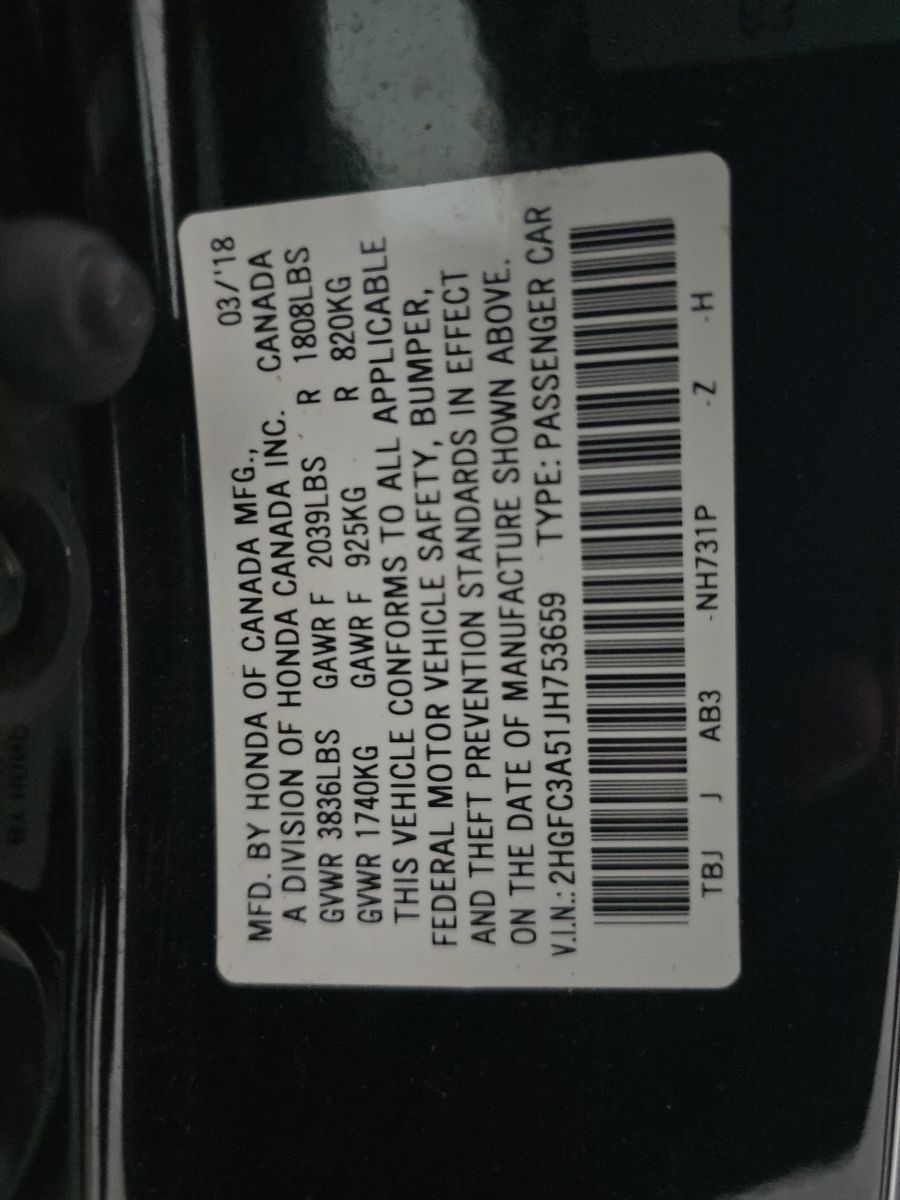 03/'18
MFD. BY HONDA OF CANADA MFG.,
A DIVISION OF HONDA CANADA INC. CANADA
GVWR 3836LBS GAWR F 2039LBS R 1808LBS
GVWR 1740KG GAWR F 925KG R 820KG
THIS VEHICLE CONFORMS TO ALL APPLICABLE
FEDERAL MOTOR VEHICLE SAFETY, BUMPER,
AND THEFT PREVENTION STANDARDS IN EFFECT
ON THE DATE OF MANUFACTURE SHOWN ABOVE.
V.I.N.: 2HGFC3A51JH753659 TYPE: PASSENGER CAR
TBJ J AB3 -NH731P -Z -H